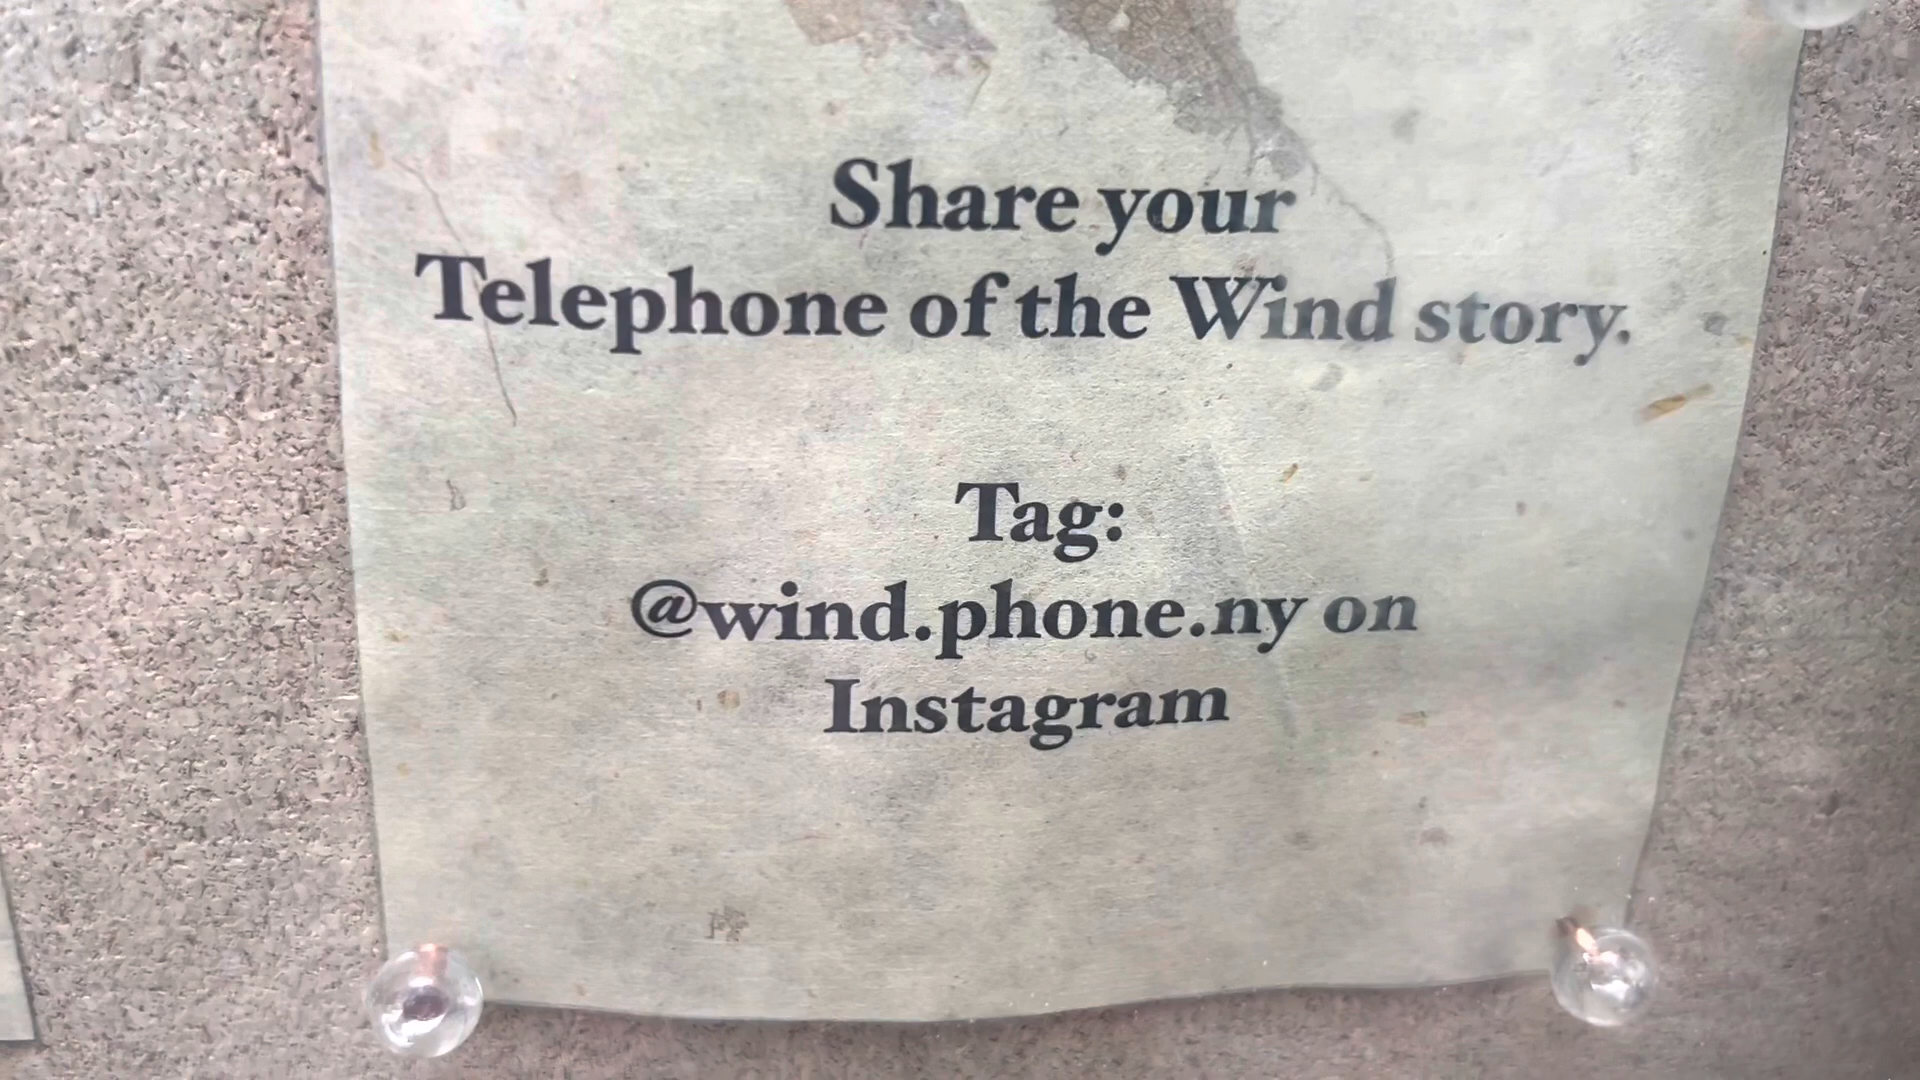 Share your
Telephone of the Wind story.
Tag:
@wind.phone.ny on
Instagram